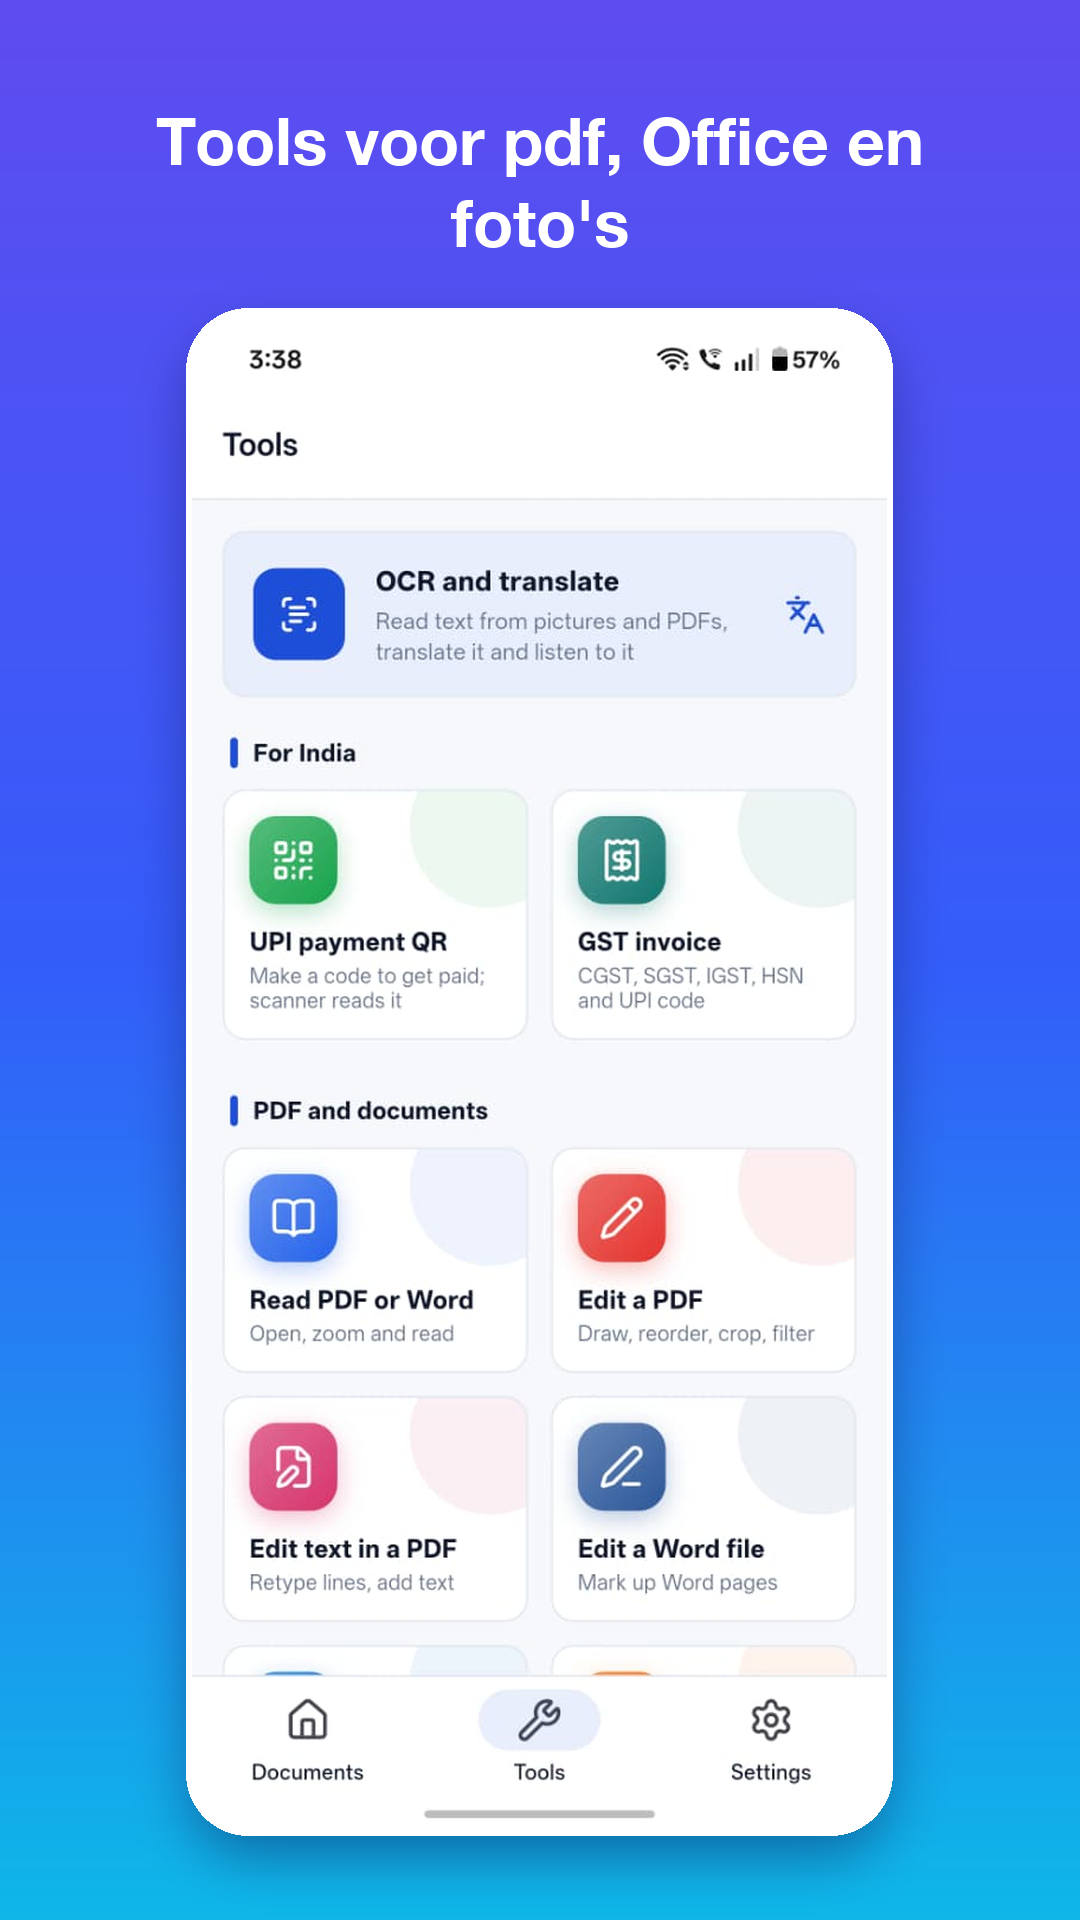 Tools voor pdf, Office en
foto's
3:38
57%
Tools
OCR and translate
Read text from pictures and PDFs,
translate it and listen to it
For India
UPI payment QR
Make a code to get paid;
scanner reads it
GST invoice
CGST, SGST, IGST, HSN
and UPI code
PDF and documents
Read PDF or Word
Open, zoom and read
Edit a PDF
Draw, reorder, crop, filter
Edit text in a PDF
Retype lines, add text
Edit a Word file
Mark up Word pages
Documents
Tools
Settings